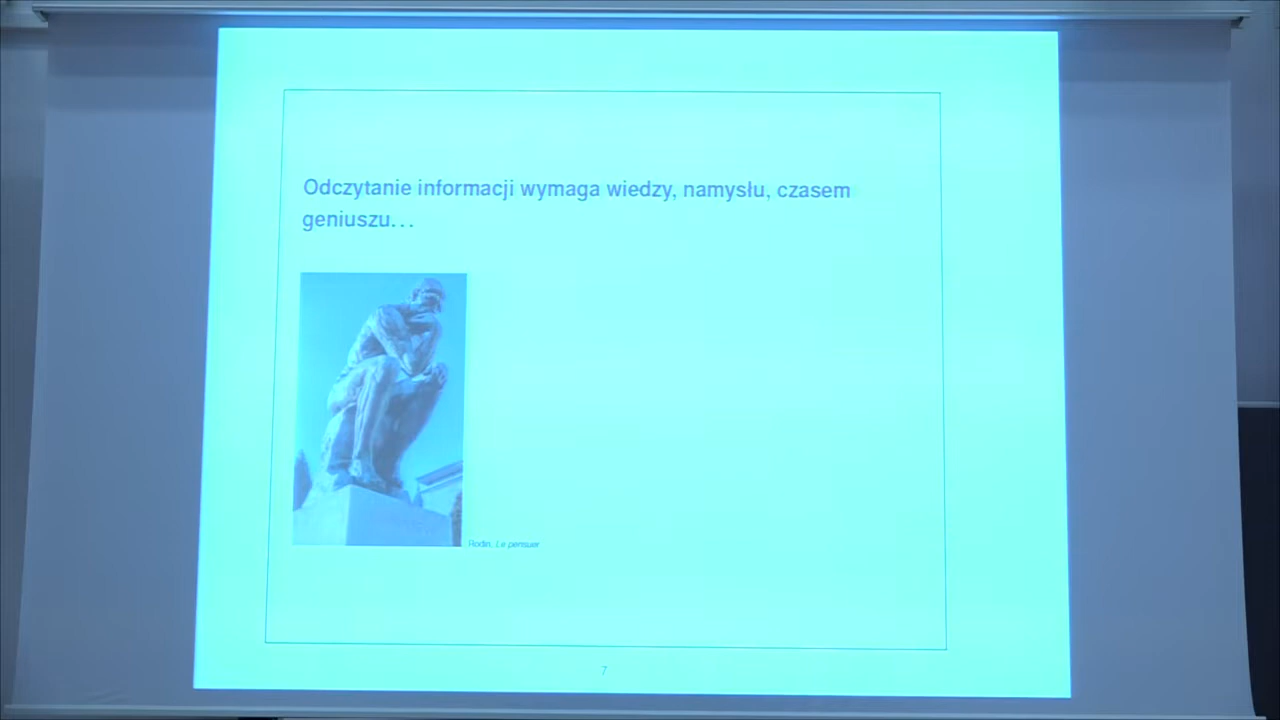 Odczytanie informacji wymaga wiedzy, namysłu, czasem
geniuszu...
Rodin, Le penseur
7